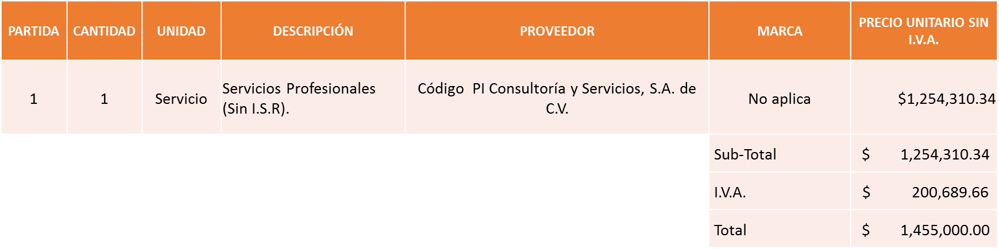 PARTIDA CANTIDAD UNIDAD DESCRIPCIÓN PROVEEDOR MARCA PRECIO UNITARIO SIN
I.V.A.
1 1 Servicio Servicios Profesionales
(Sin I.S.R).
Código PI Consultoría y Servicios, S.A. de
C.V.
No aplica $1,254,310.34
Sub-Total $ 1,254,310.34
I.V.A. $ 200,689.66
Total $ 1,455,000.00